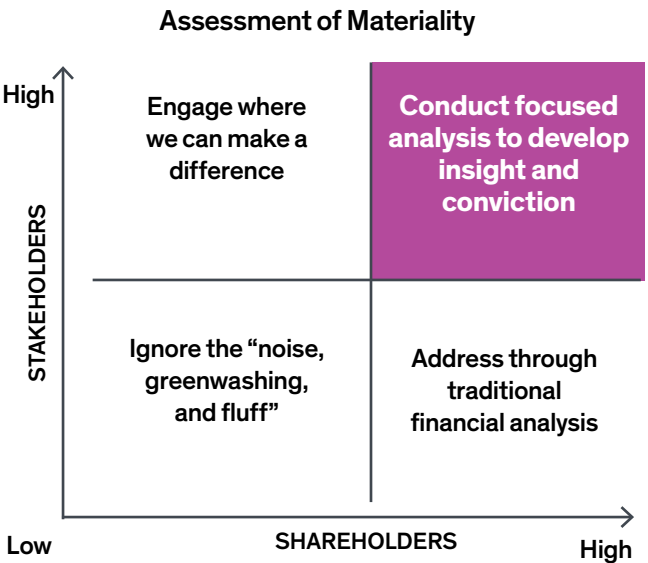 Assessment of Materiality
High
Engage where
we can make a
difference
Conduct focused
analysis to develop
insight and
conviction
STAKEHOLDERS
Ignore the “noise,
greenwashing,
and fluff”
Address through
traditional
financial analysis
Low
SHAREHOLDERS
High